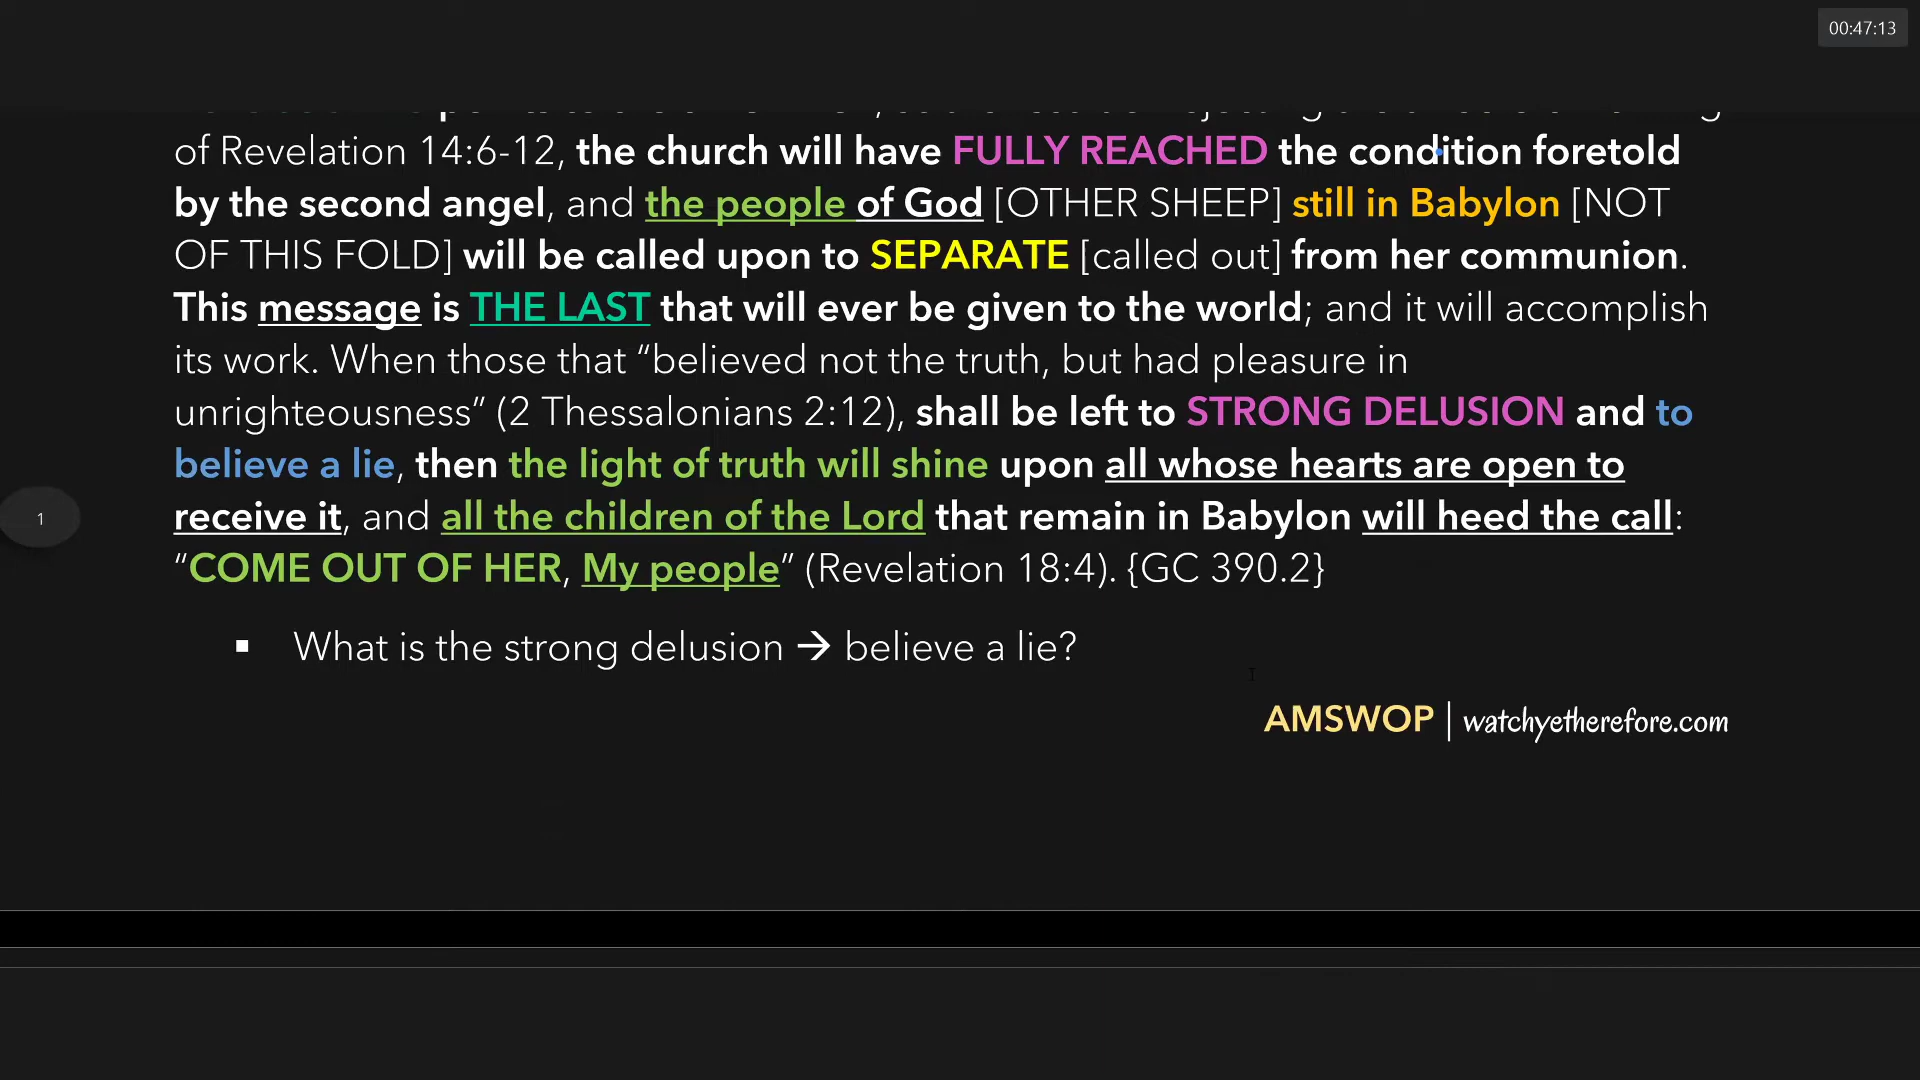 00:47:13
of Revelation 14:6-12, the church will have FULLY REACHED the condition foretold
by the second angel, and the people of God [OTHER SHEEP] still in Babylon [NOT
OF THIS FOLD] will be called upon to SEPARATE [called out] from her communion.
This message is THE LAST that will ever be given to the world; and it will accomplish
its work. When those that “believed not the truth, but had pleasure in
unrighteousness” (2 Thessalonians 2:12), shall be left to STRONG DELUSION and to
believe a lie, then the light of truth will shine upon all whose hearts are open to
receive it, and all the children of the Lord that remain in Babylon will heed the call:
“COME OUT OF HER, My people” (Revelation 18:4). {GC 390.2}
1
▪ What is the strong delusion → believe a lie?
AMSWOP | watchyetherefore.com